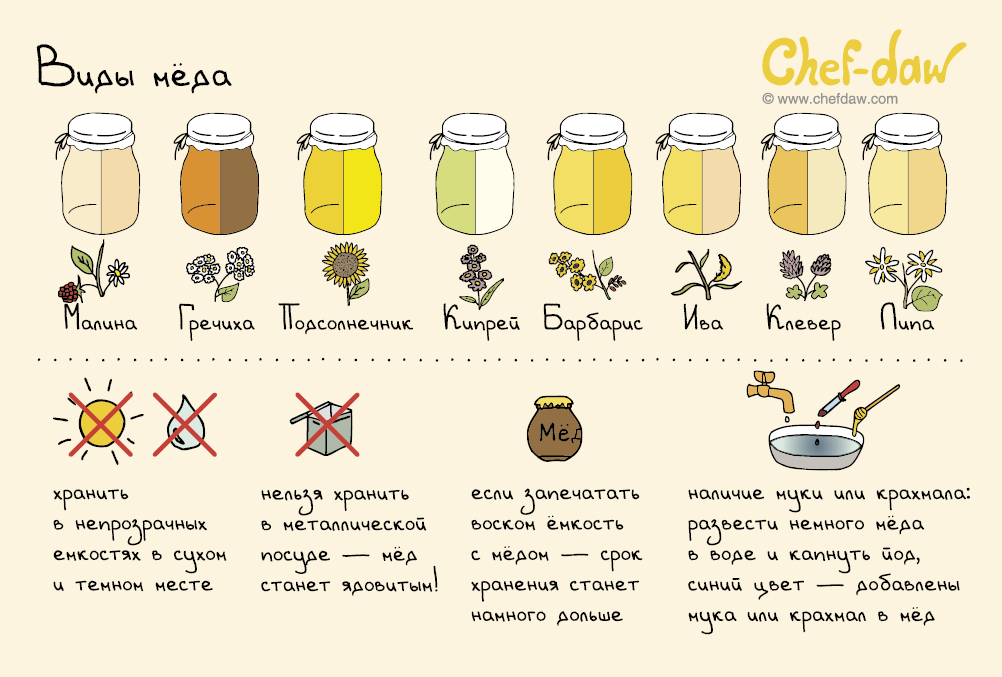 Виды мёда
Chef-daw
© www.chefdaw.com
Малина
Гречиха
Подсолнечник
Кипрей
Барбарис
Ива
Клевер
Липа
Мёд
хранить
в непрозрачных
емкостях в сухом
и темном месте
нельзя хранить
в металлической
посуде — мёд
станет ядовитым!
если запечатать
воском ёмкость
с мёдом — срок
хранения станет
намного дольше
наличие муки или крахмала:
развести немного мёда
в воде и капнуть йод,
синий цвет — добавлены
мука или крахмал в мёд